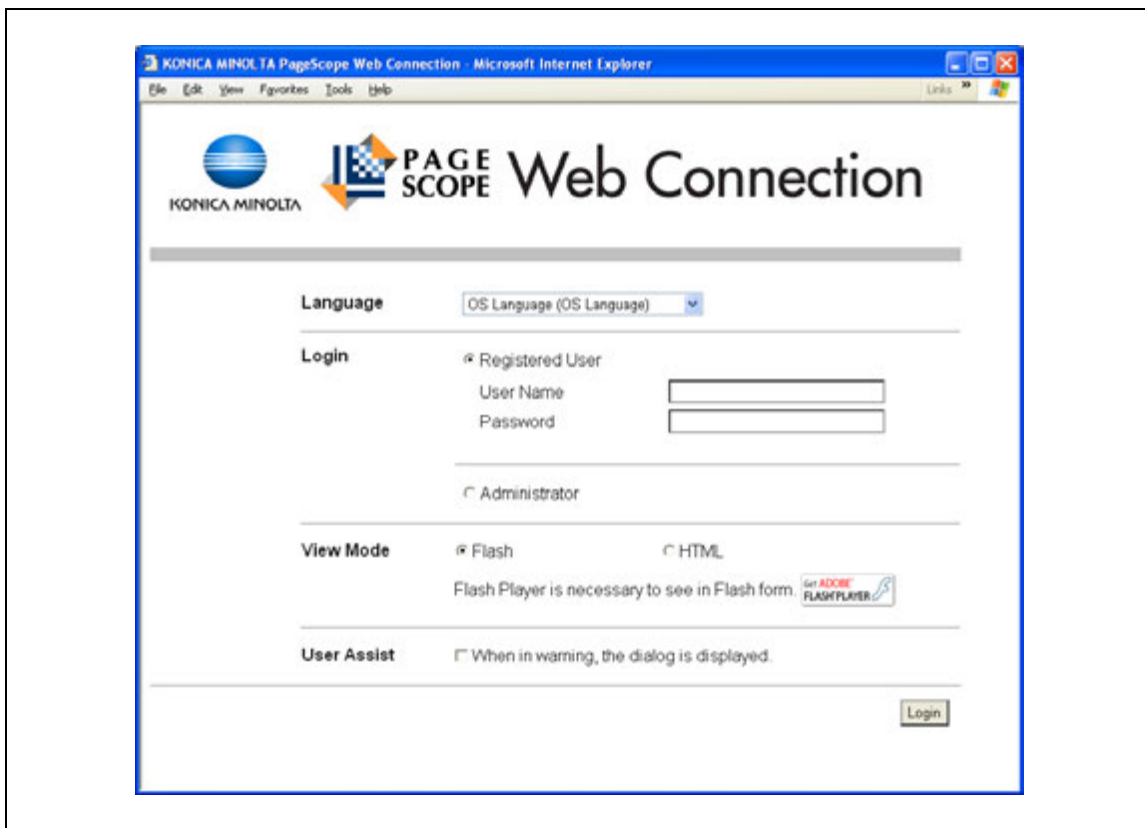 KONICA MINOLTA PageScope Web Connection - Microsoft Internet Explorer
File Edit View Favorites Tools Help Links »
KONICA MINOLTA
PAGE SCOPE Web Connection
Language OS Language (OS Language)
Login Registered User
User Name
Password
Administrator
View Mode Flash HTML
Flash Player is necessary to see in Flash form. Get ADOBE FLASH PLAYER
User Assist When in warning, the dialog is displayed.
Login